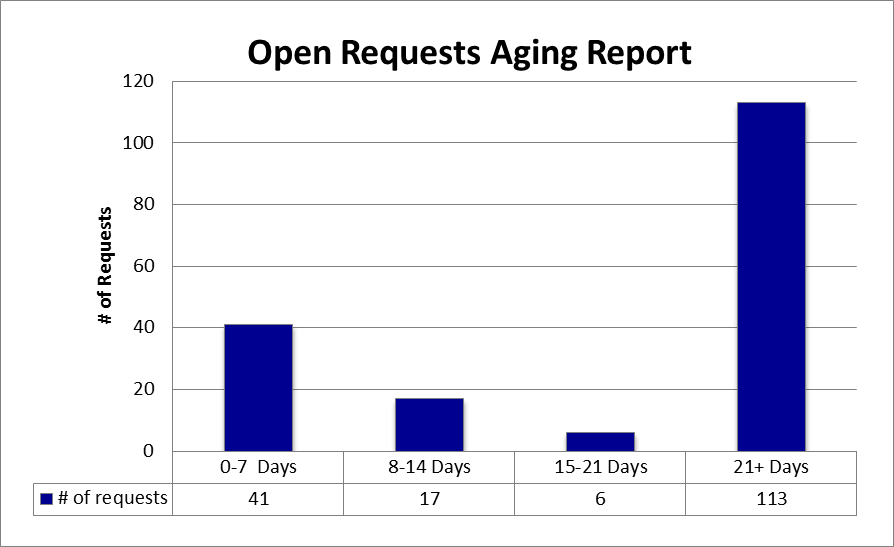 Open Requests Aging Report
120
100
80
60
40
20
0
# of Requests
0-7  Days 8-14 Days 15-21 Days 21+ Days
# of requests 41 17 6 113